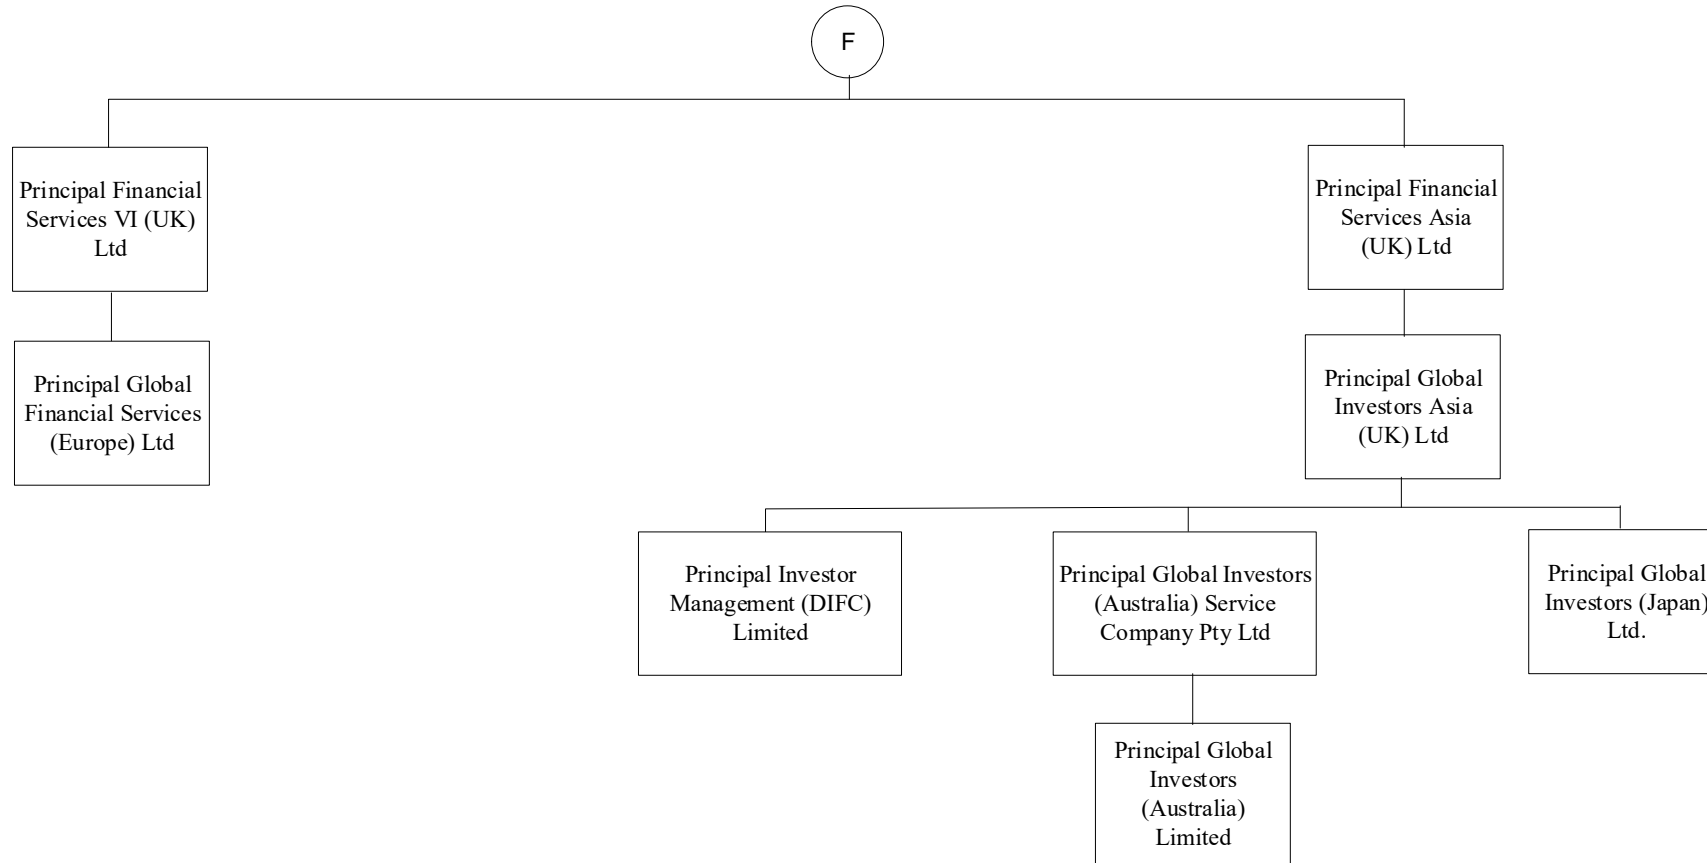 F
Principal Financial
Services VI (UK)
Ltd
Principal Financial
Services Asia
(UK) Ltd
Principal Global
Financial Services
(Europe) Ltd
Principal Global
Investors Asia
(UK) Ltd
Principal Investor
Management (DIFC)
Limited
Principal Global Investors
(Australia) Service
Company Pty Ltd
Principal Global
Investors (Japan)
Ltd.
Principal Global
Investors
(Australia)
Limited